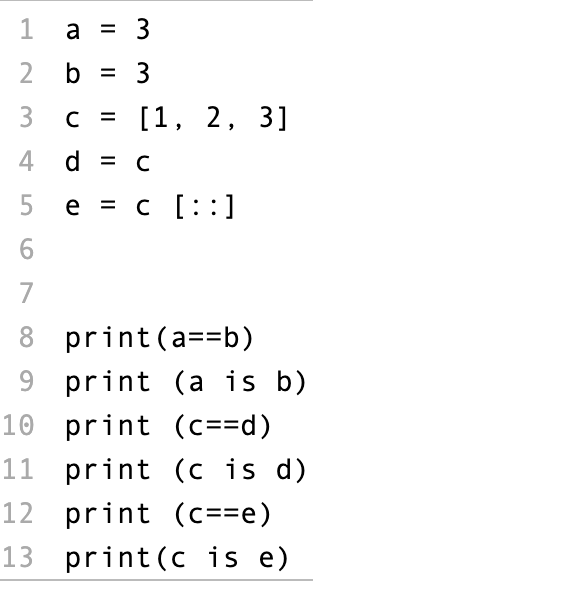 1 a = 3
2 b = 3
3 c = [1, 2, 3]
4 d = c
5 e = c [::]
6
7
8 print(a==b)
9 print (a is b)
10 print (c==d)
11 print (c is d)
12 print (c==e)
13 print(c is e)